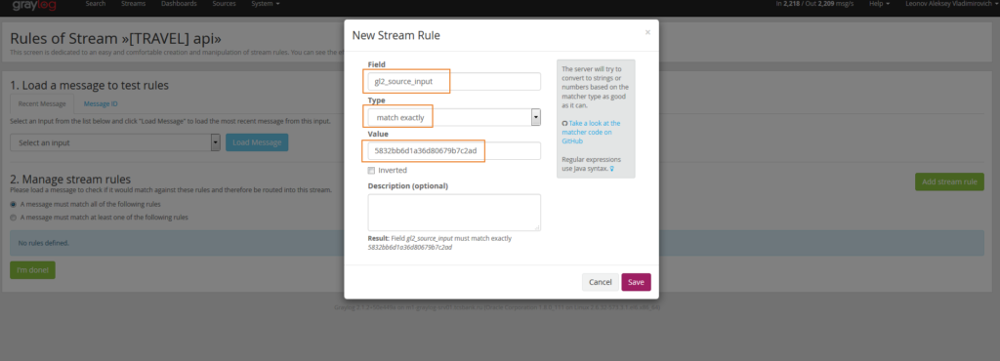 graylog
Search
Streams
Dashboards
Sources
System
In 2,218 / Out 2,209 msg/s
Help
Leonov Aleksey Vladimirovich
Rules of Stream »[TRAVEL] api»
This screen is dedicated to an easy and comfortable creation and manipulation of stream rules. You can see the
1. Load a message to test rules
Recent Message
Message ID
Select an Input from the list below and click "Load Message" to load the most recent message from this input.
Select an input
Load Message
2. Manage stream rules
Please load a message to check if it would match against these rules and therefore be routed into this stream.
A message must match all of the following rules
A message must match at least one of the following rules
No rules defined.
I'm done!
Add stream rule
New Stream Rule
×
Field
gl2_source_input
Type
match exactly
Value
5832bb6d1a36d80679b7c2ad
Inverted
Description (optional)
Result: Field gl2_source_input must match exactly
5832bb6d1a36d80679b7c2ad
The server will try to
convert to strings or
numbers based on the
matcher type as good
as it can.
Take a look at the
matcher code on
GitHub
Regular expressions
use Java syntax.
Cancel
Save